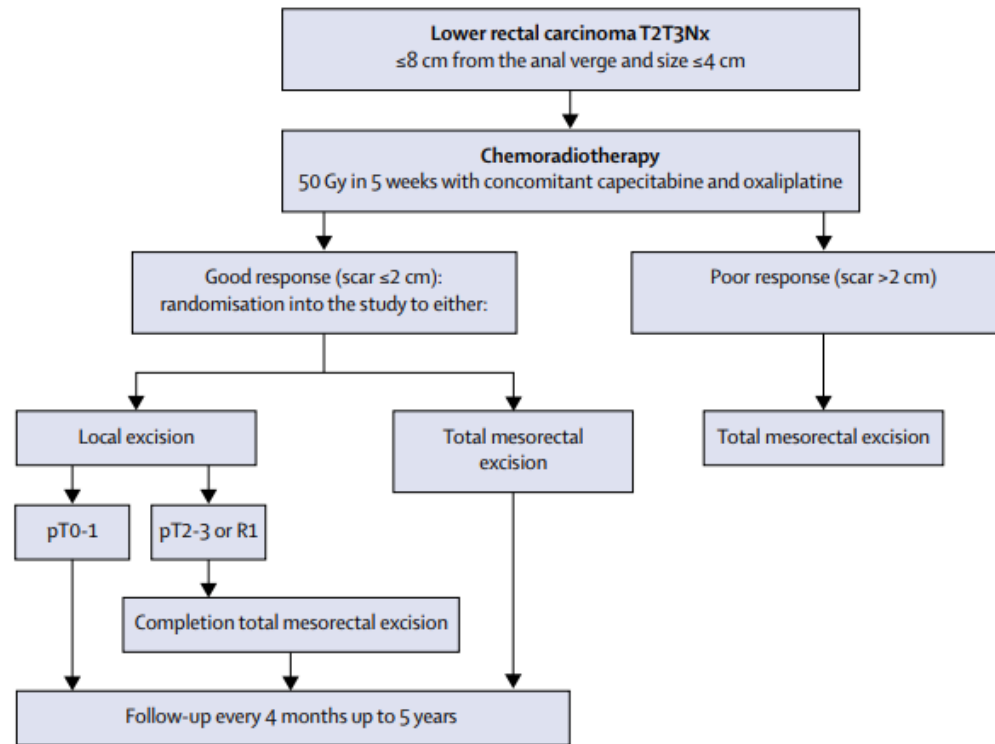 Lower rectal carcinoma T2T3Nx
≤8 cm from the anal verge and size ≤4 cm
Chemoradiotherapy
50 Gy in 5 weeks with concomitant capecitabine and oxaliplatine
Good response (scar ≤2 cm):
randomisation into the study to either:
Poor response (scar >2 cm)
Local excision
Total mesorectal
excision
Total mesorectal excision
pT0-1
pT2-3 or R1
Completion total mesorectal excision
Follow-up every 4 months up to 5 years